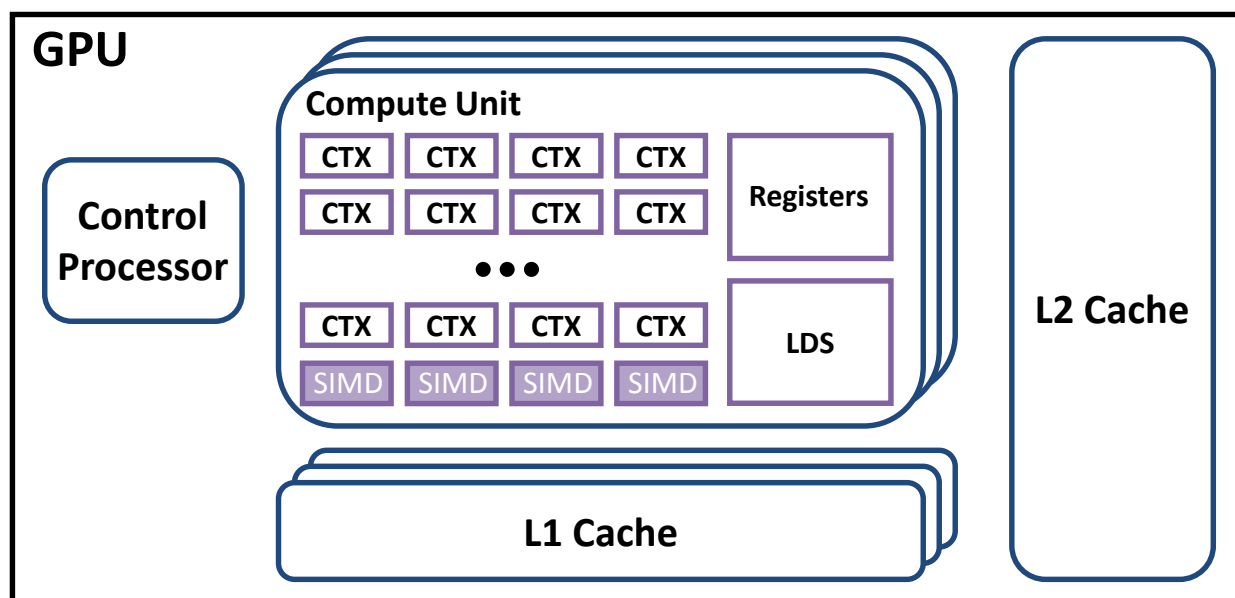 GPU
Compute Unit
CTX CTX CTX CTX
CTX CTX CTX CTX
Registers
Control
Processor
•••
CTX CTX CTX CTX
LDS
SIMD SIMD SIMD SIMD
L2 Cache
L1 Cache